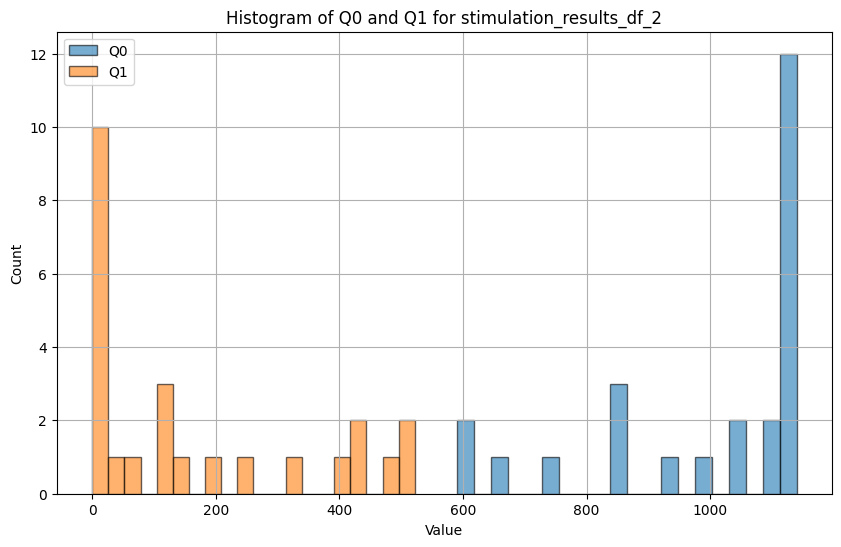 Histogram of Q0 and Q1 for stimulation_results_df_2
Q0
Q1
12
10
8
6
4
2
0
Count
0 200 400 600 800 1000
Value